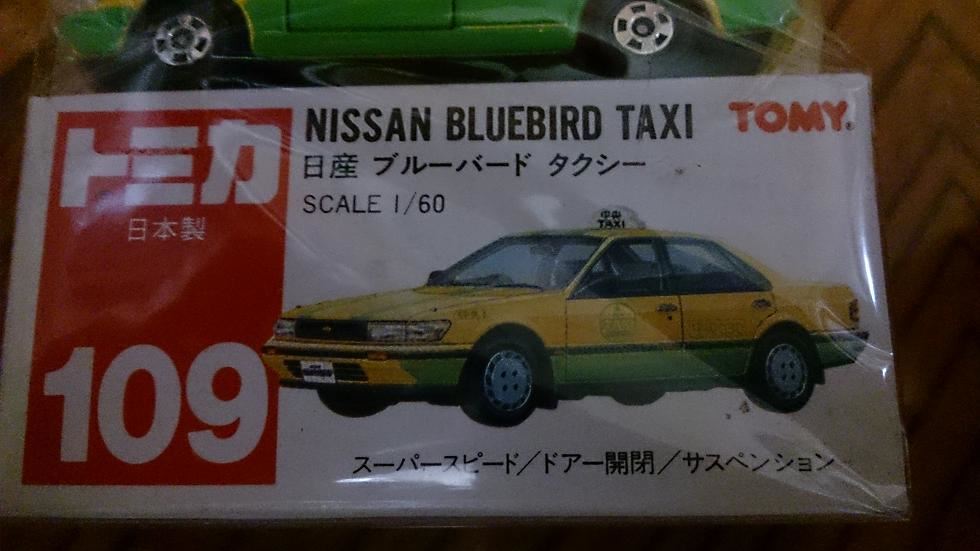 NISSAN BLUEBIRD TAXI
TOMY®
トミカ
日産 ブルーバード タクシー
SCALE 1/60
日本製
中央
TAXI
109
スーパースピード/ドアー開閉/サスペンション